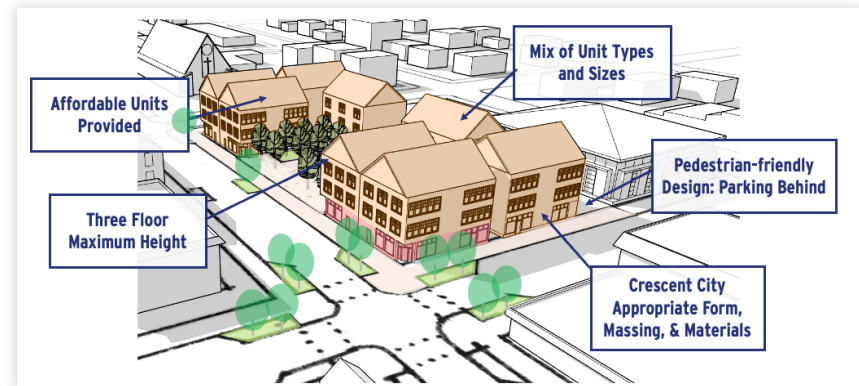 Mix of Unit Types
and Sizes
Affordable Units
Provided
Pedestrian-friendly
Design: Parking Behind
Three Floor
Maximum Height
Crescent City
Appropriate Form,
Massing, & Materials